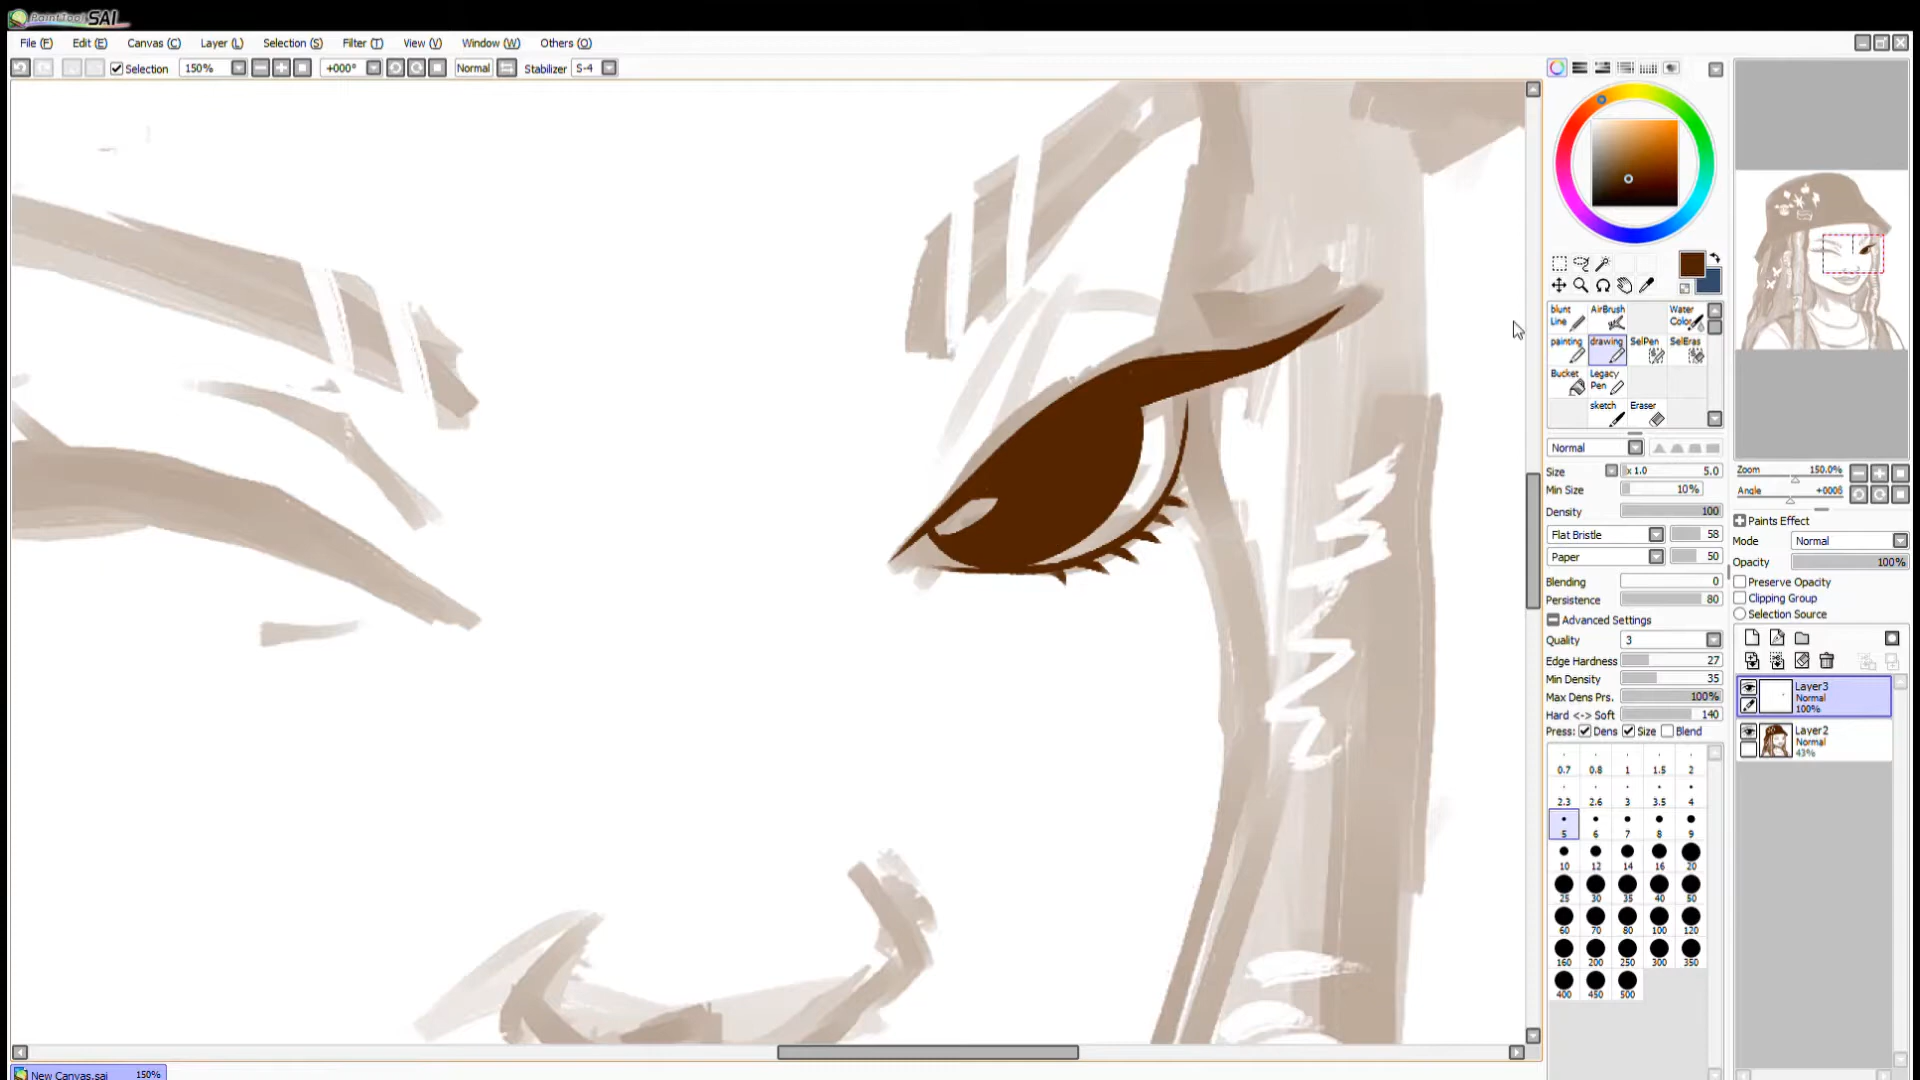 PaintTool SAI
File (F) Edit (E) Canvas (C) Layer (L) Selection (S) Filter (T) View (V) Window (W) Others (O)
Selection 150% +000° Normal Stabilizer S-4
blunt Line AirBrush Water Color
painting drawing SelPen SelEras
Bucket Legacy Pen
sketch Eraser
Normal
Size x 1.0 5.0
Min Size 10%
Density 100
Flat Bristle 58
Paper 50
Blending 0
Persistence 80
Advanced Settings
Quality 3
Edge Hardness 27
Min Density 35
Max Dens Prs. 100%
Hard <-> Soft 140
Press: Dens Size Blend
0.7 0.8 1 1.5 2
2.3 2.6 3 3.5 4
5 6 7 8 9
10 12 14 16 20
25 30 35 40 50
60 70 80 100 120
160 200 250 300 350
400 450 500
Zoom 150.0%
Angle +000§
Paints Effect
Mode Normal
Opacity 100%
Preserve Opacity
Clipping Group
Selection Source
Layer3
Normal
100%
Layer2
Normal
43%
New Canvas.sai 150%